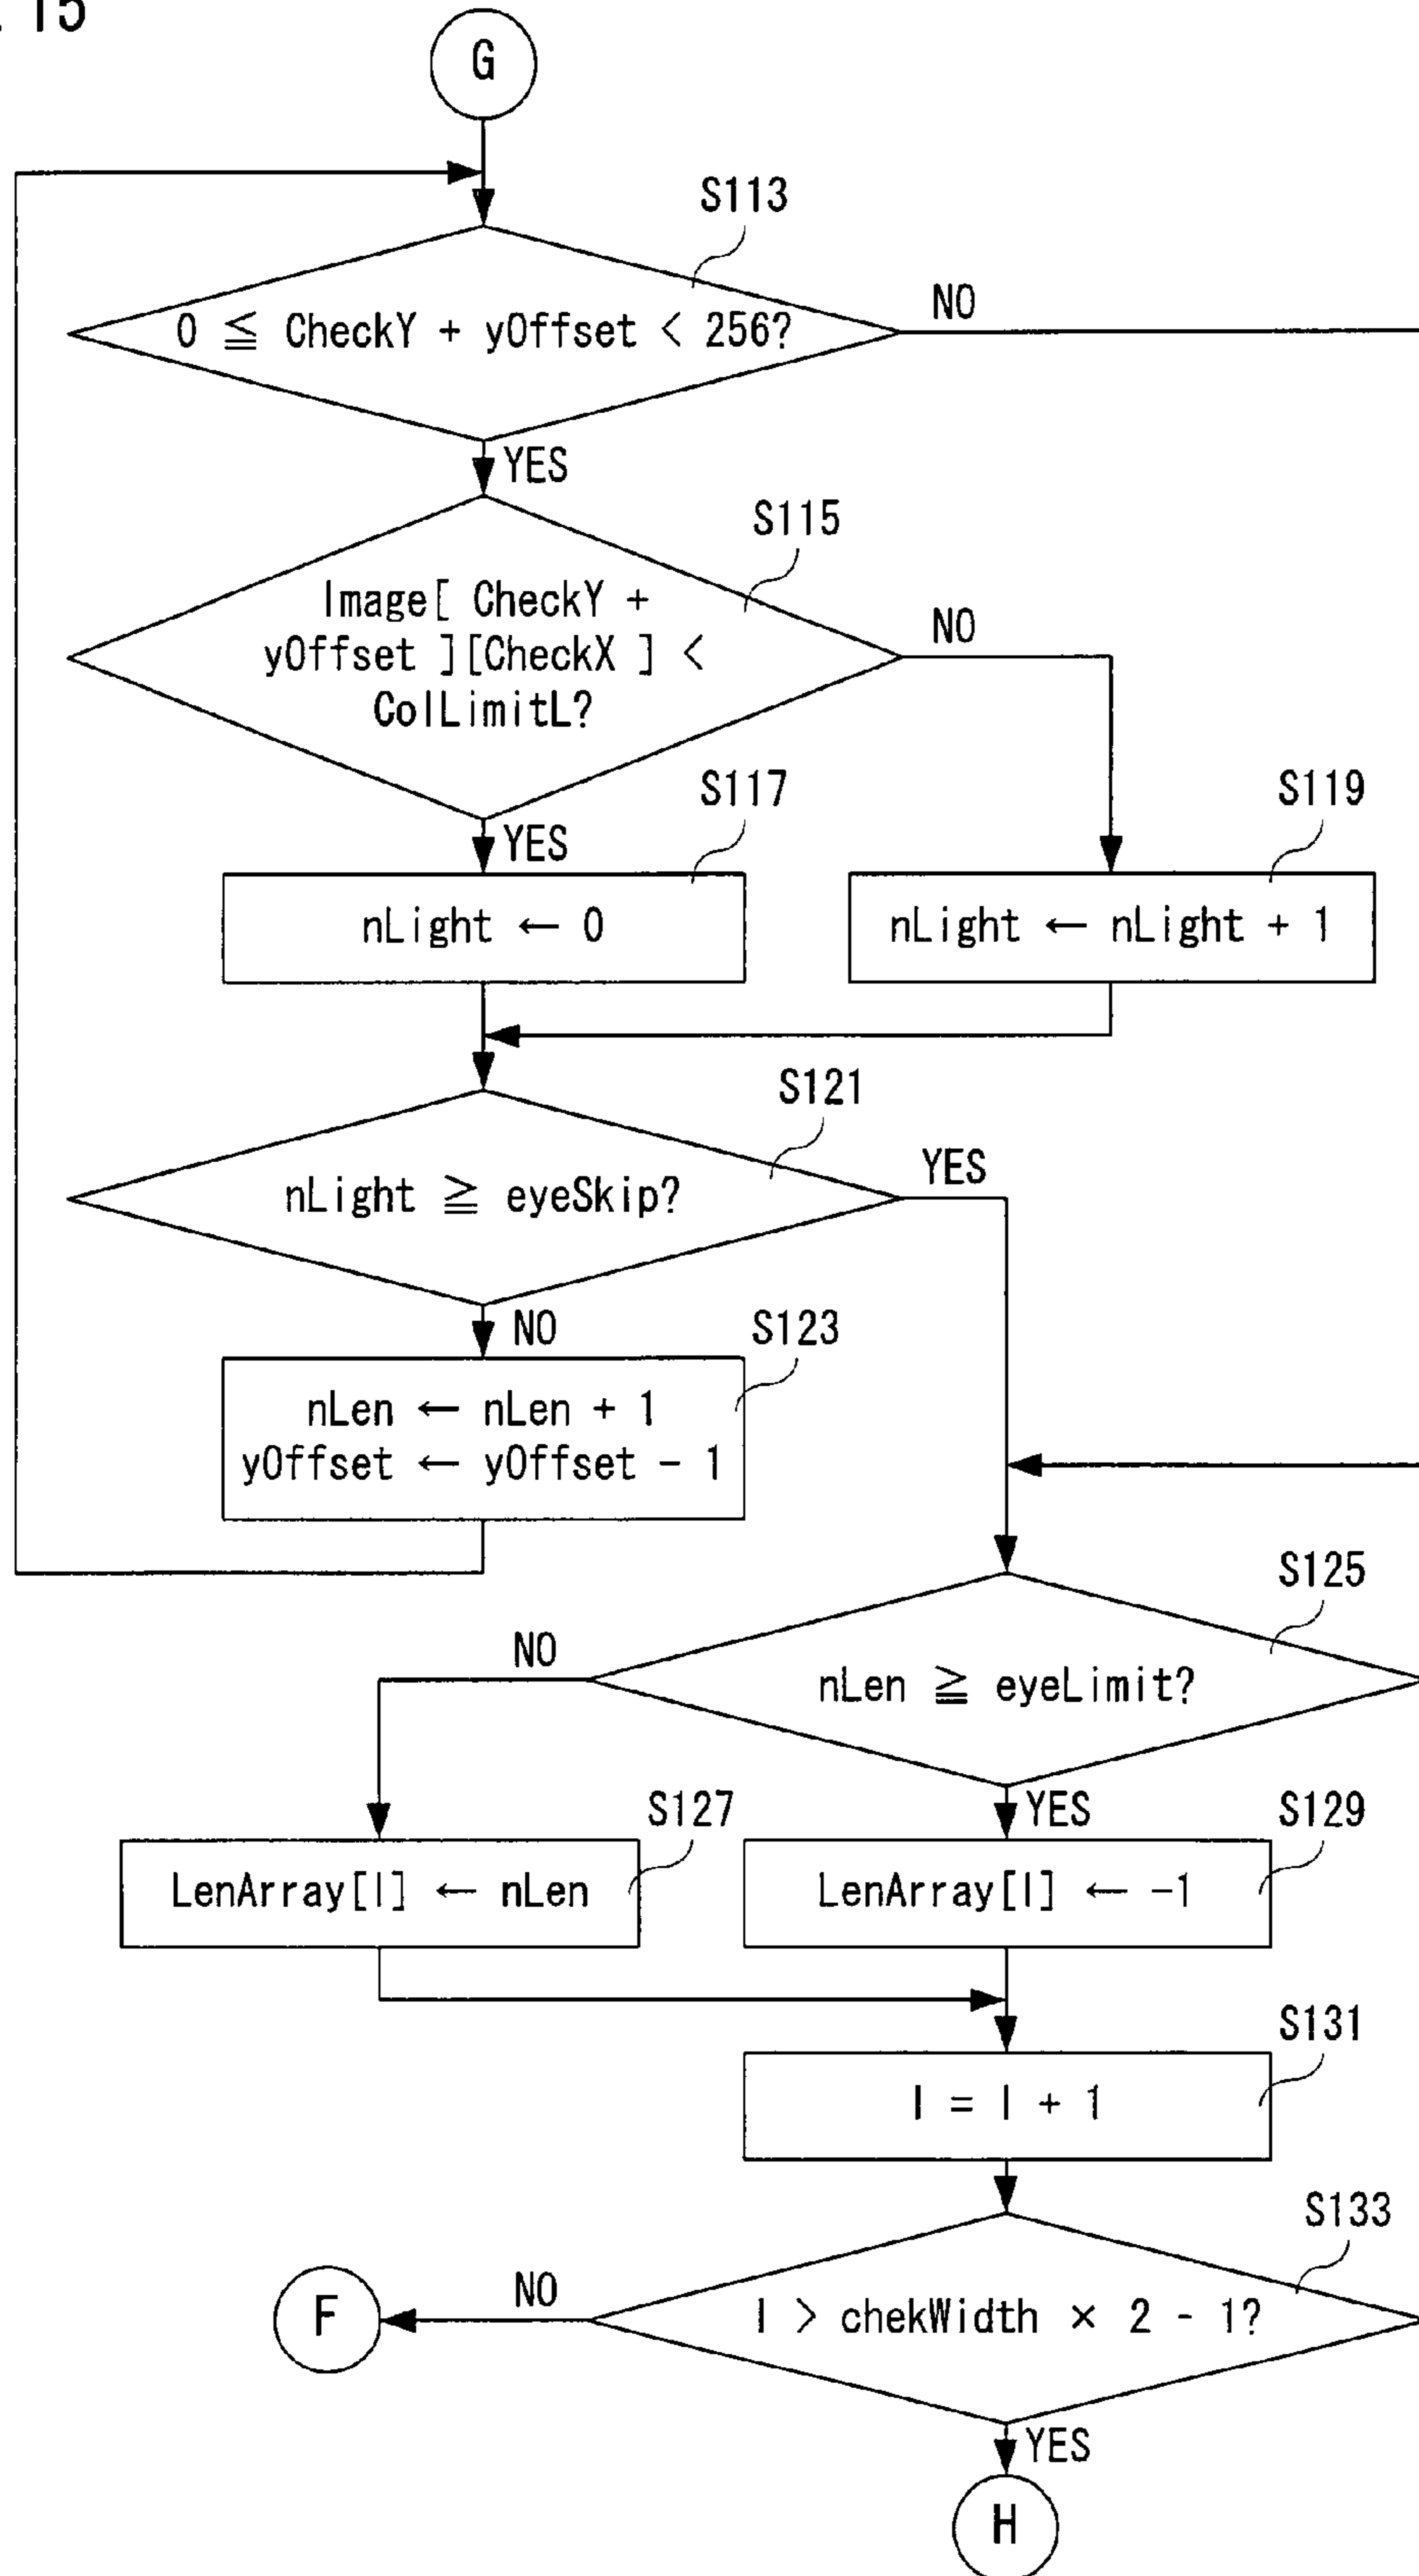 15
G
S113
0 ≦ CheckY + yOffset < 256?
NO
YES
S115
Image[ CheckY +
yOffset ][CheckX ] <
ColLimitL?
NO
YES
S117
nLight ← 0
S119
nLight ← nLight + 1
S121
nLight ≧ eyeSkip?
YES
NO
S123
nLen ← nLen + 1
yOffset ← yOffset - 1
S125
nLen ≧ eyeLimit?
NO
YES
S127
LenArray[I] ← nLen
S129
LenArray[I] ← -1
S131
I = I + 1
S133
I > chekWidth × 2 - 1?
NO
F
YES
H